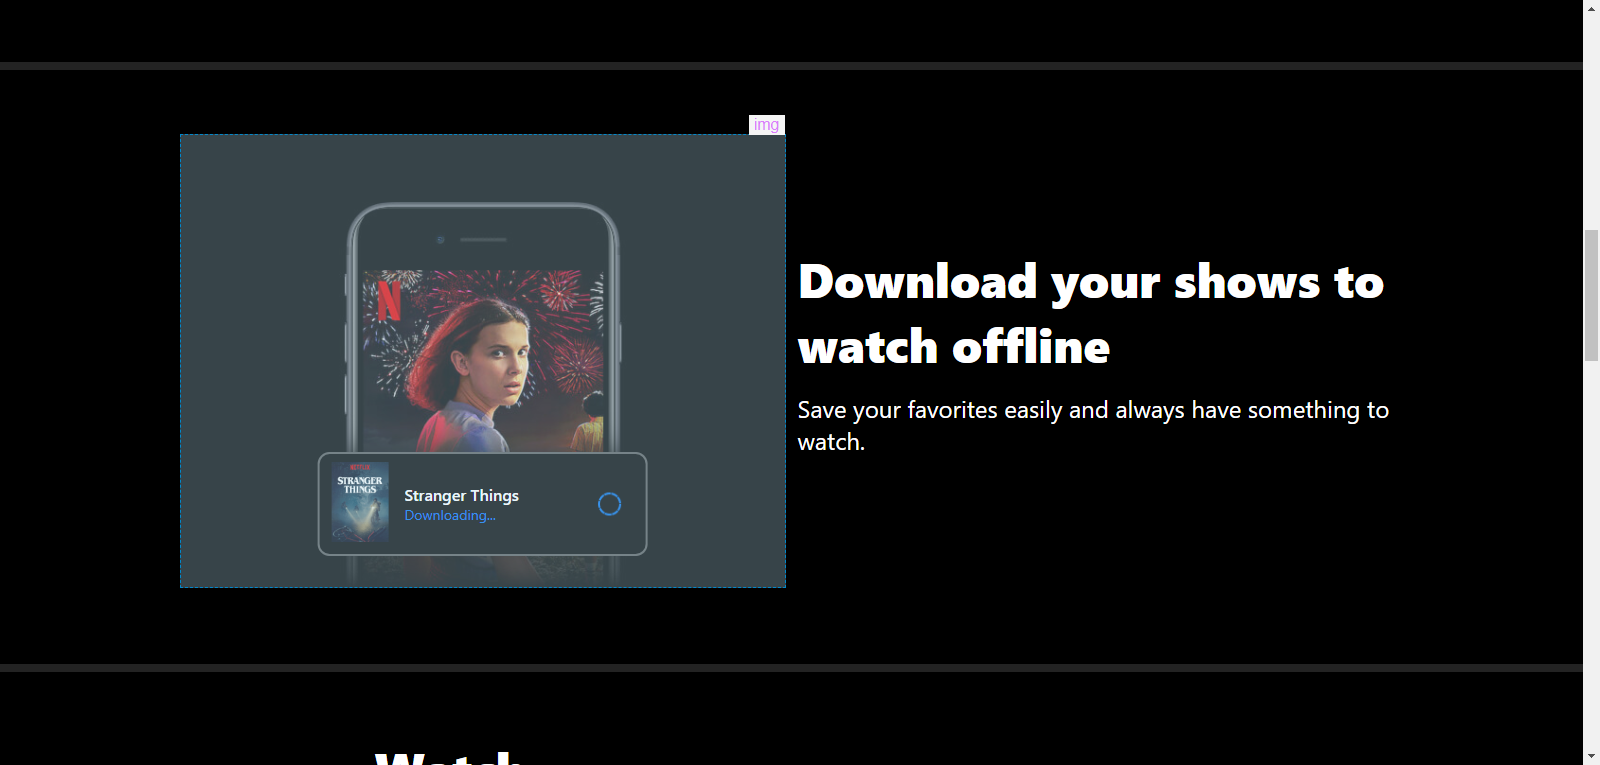 img
N
Download your shows to
watch offline
Save your favorites easily and always have something to
watch.
NETFLIX
STRANGER
THINGS
Stranger Things
Downloading...
Watch